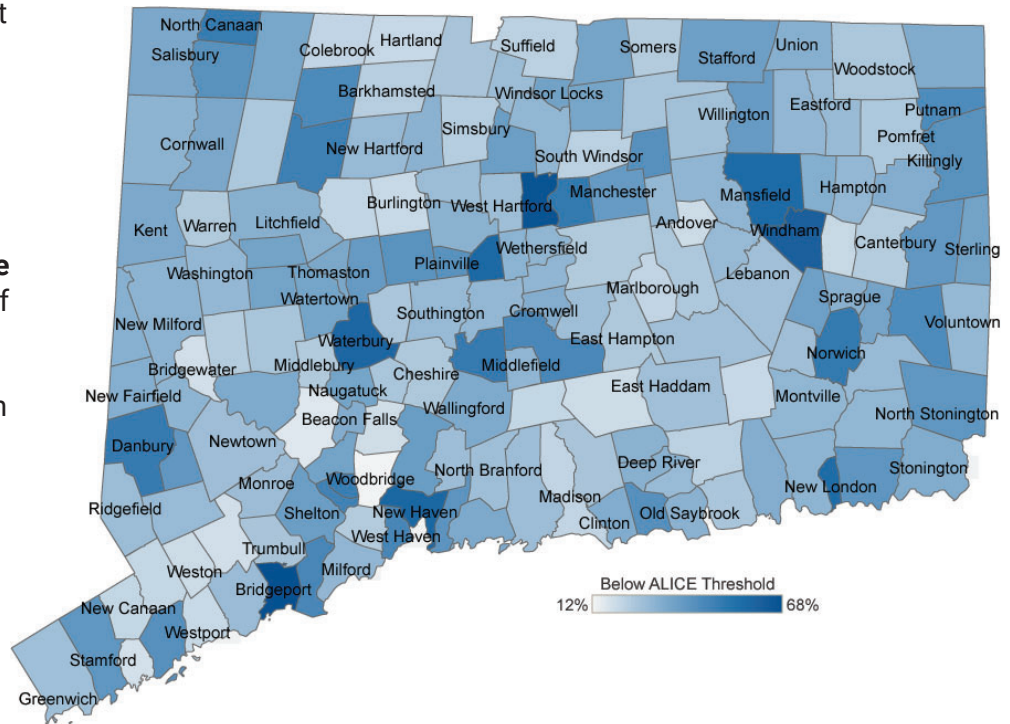 t
e
f
n
North Canaan
Hartland
Colebrook
Suffield
Somers
Union
Salisbury
Stafford
Woodstock
Barkhamsted
Windsor Locks
Eastford
Putnam
Willington
Simsbury
Pomfret
Cornwall
New Hartford
South Windsor
Killingly
Manchester
Mansfield
Hampton
Burlington
West Hartford
Kent
Warren
Litchfield
Andover
Windham
Canterbury
Sterling
Wethersfield
Plainville
Washington
Thomaston
Lebanon
Watertown
Marlborough
Sprague
New Milford
Southington
Cromwell
Voluntown
Waterbury
East Hampton
Norwich
Bridgewater
Middlebury
Middlefield
Cheshire
New Fairfield
Naugatuck
East Haddam
Montville
Beacon Falls
Wallingford
North Stonington
Danbury
Newtown
Woodbridge
North Branford
Deep River
Stonington
Monroe
New London
Madison
Ridgefield
Shelton
New Haven
Clinton
Old Saybrook
West Haven
Trumbull
Milford
Weston
Bridgeport
New Canaan
Westport
Stamford
Greenwich
Below ALICE Threshold
12% 68%